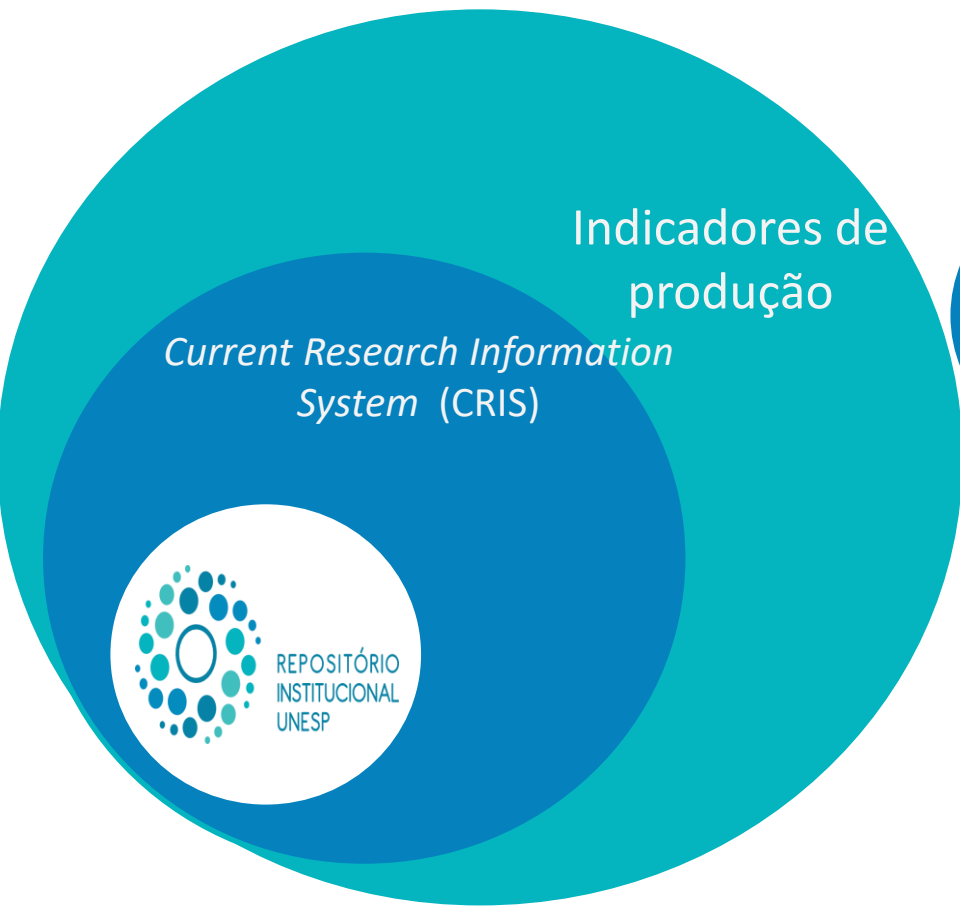 Indicadores de
produção
Current Research Information
System (CRIS)
REPOSITÓRIO
INSTITUCIONAL
UNESP